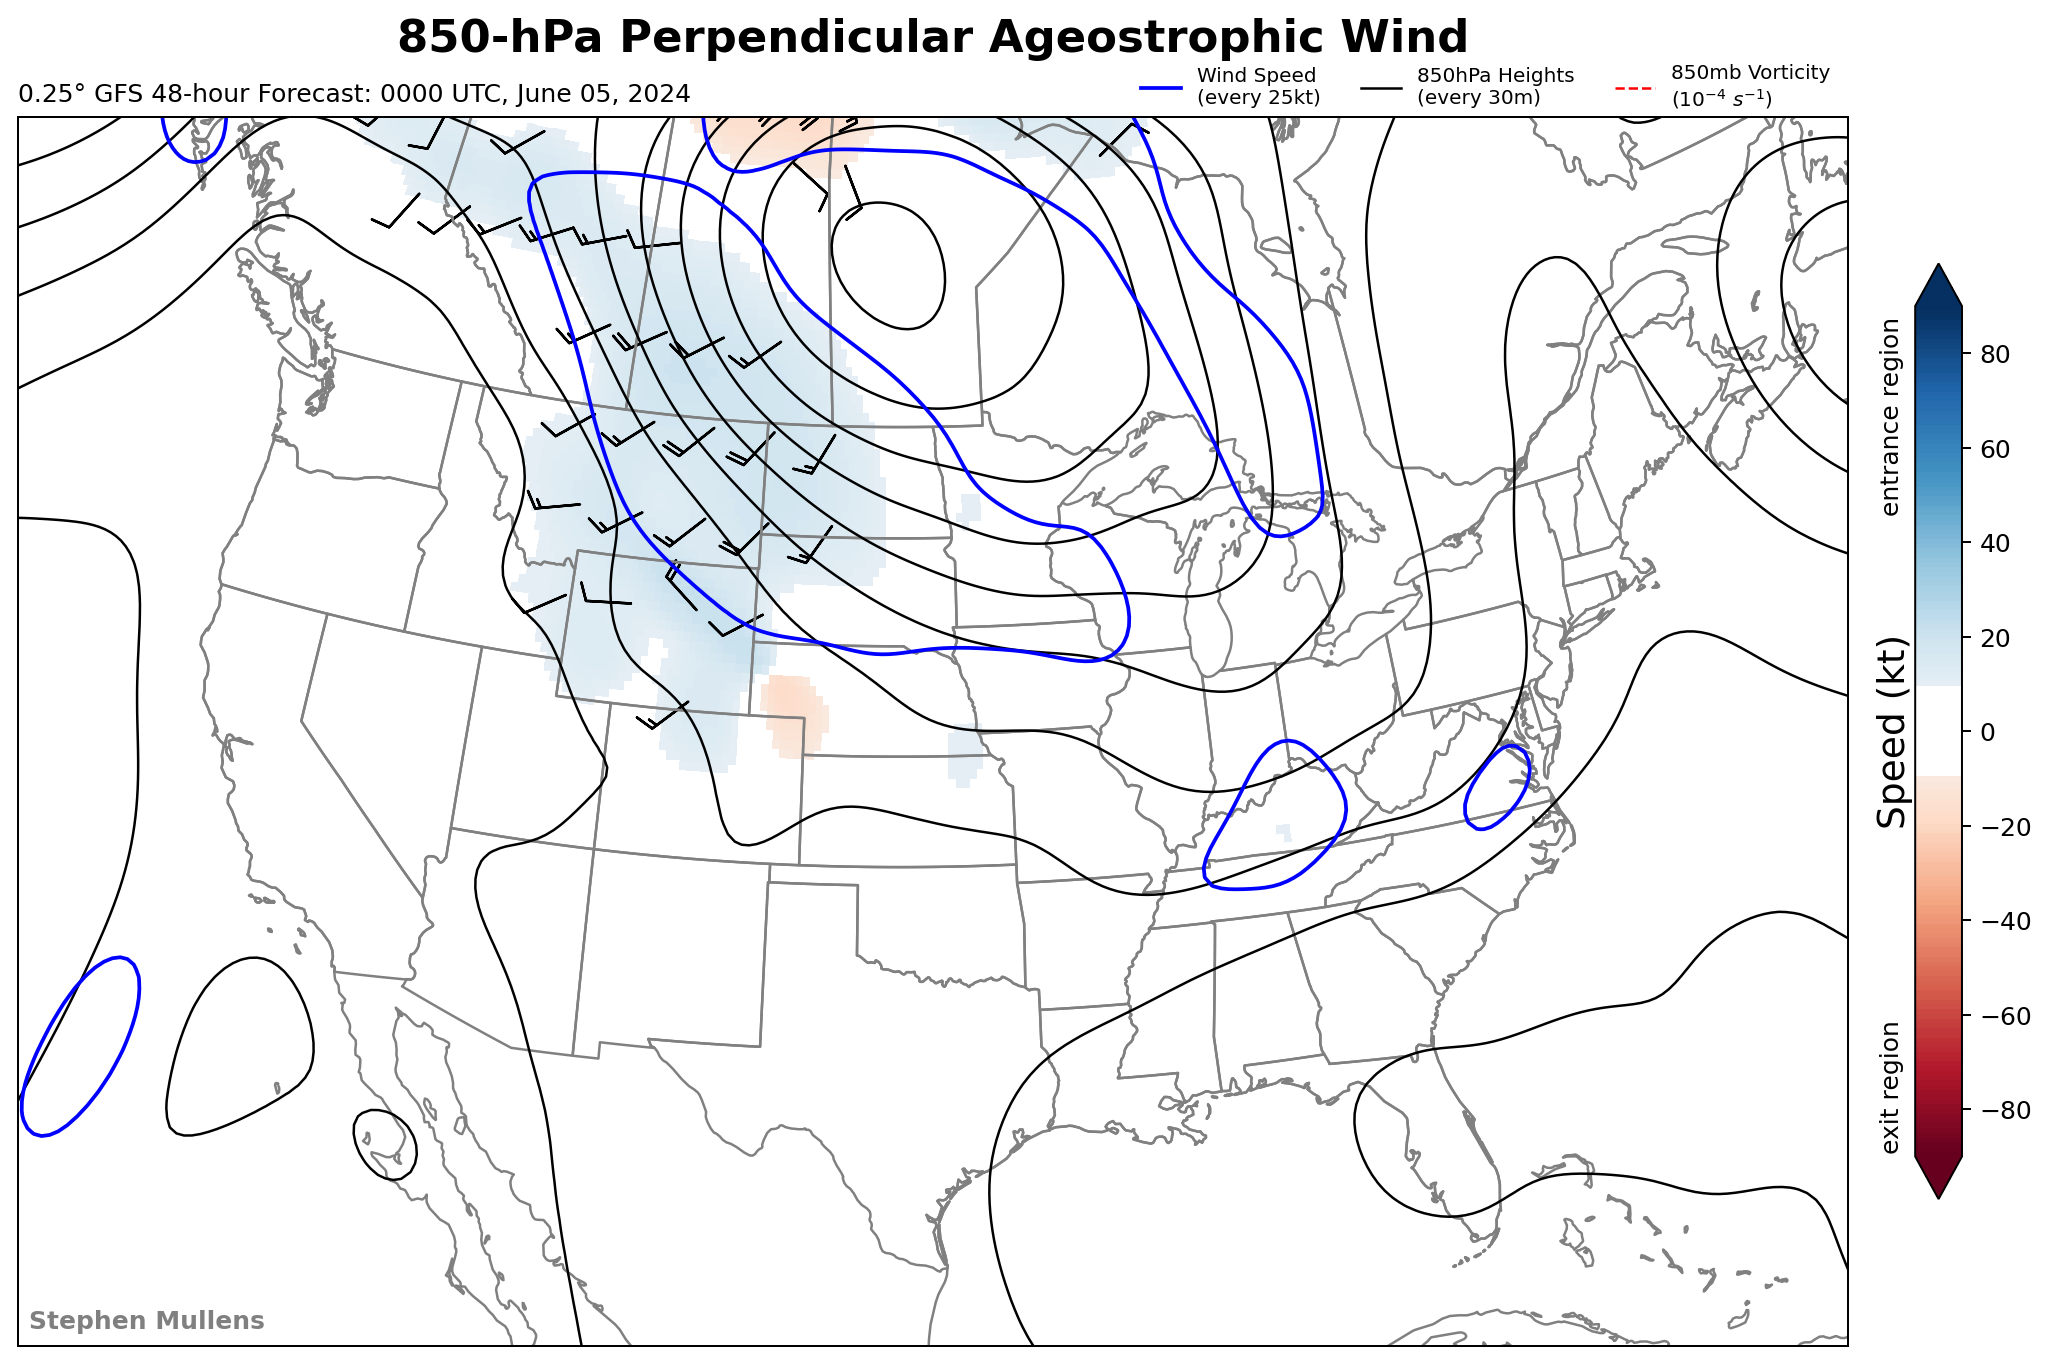 850-hPa Perpendicular Ageostrophic Wind
0.25° GFS 48-hour Forecast: 0000 UTC, June 05, 2024
Wind Speed
(every 25kt)
850hPa Heights
(every 30m)
850mb Vorticity
(10⁻⁴ s⁻¹)
entrance region
Speed (kt)
exit region
80
60
40
20
0
−20
−40
−60
−80
Stephen Mullens